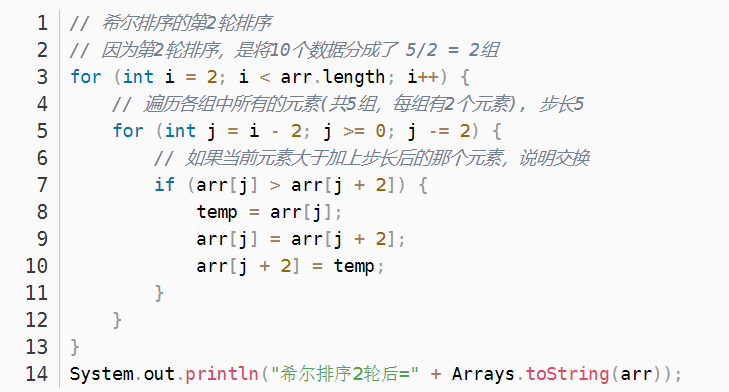 1 // 希尔排序的第2轮排序
2 // 因为第2轮排序，是将10个数据分成了 5/2 = 2组
3 for (int i = 2; i < arr.length; i++) {
4     // 遍历各组中所有的元素(共5组，每组有2个元素), 步长5
5     for (int j = i - 2; j >= 0; j -= 2) {
6         // 如果当前元素大于加上步长后的那个元素，说明交换
7         if (arr[j] > arr[j + 2]) {
8             temp = arr[j];
9             arr[j] = arr[j + 2];
10             arr[j + 2] = temp;
11         }
12     }
13 }
14 System.out.println("希尔排序2轮后=" + Arrays.toString(arr));